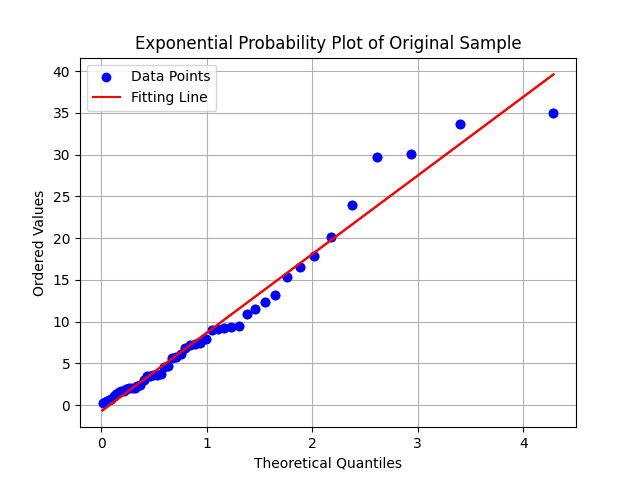 Exponential Probability Plot of Original Sample
Data Points
Fitting Line
40
35
30
25
20
15
10
5
0
Ordered Values
0 1 2 3 4
Theoretical Quantiles